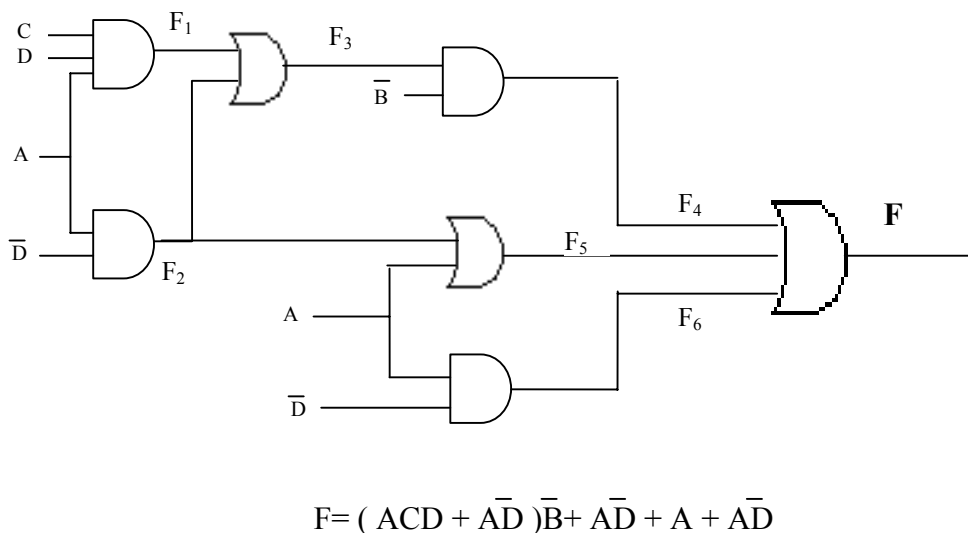 C
F₁
D
F₃
B̅
A
F₄
F
D̅
F₂
F₅
A
F₆
D̅
F= ( ACD + AD̅ )B̅+ AD̅ + A + AD̅